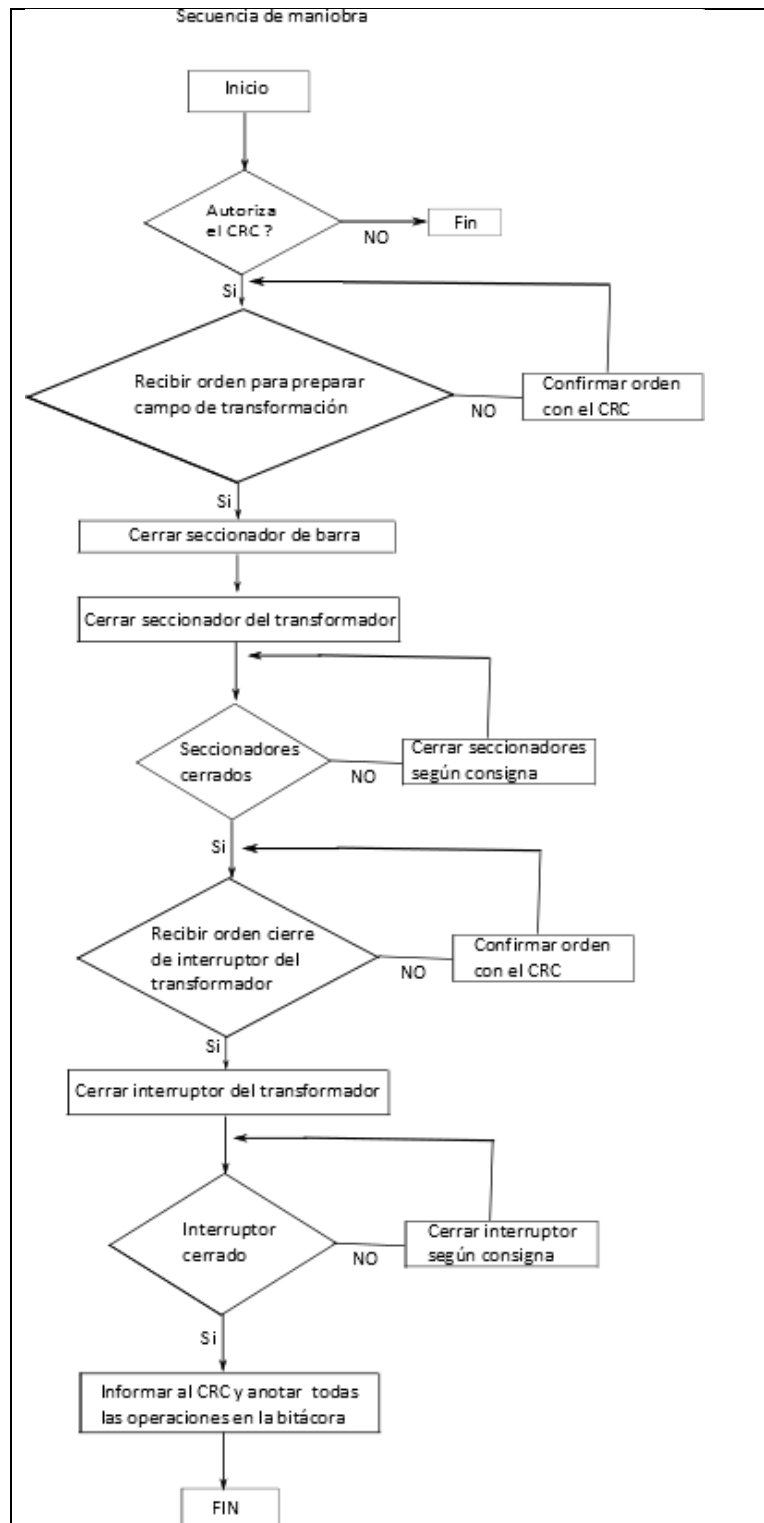 Secuencia de maniobra
Inicio
Autoriza
el CRC ?
NO
Fin
Si
Recibir orden para preparar
campo de transformación
NO
Confirmar orden
con el CRC
Si
Cerrar seccionador de barra
Cerrar seccionador del transformador
Seccionadores
cerrados
NO
Cerrar seccionadores
según consigna
Si
Recibir orden cierre
de interruptor del
transformador
NO
Confirmar orden
con el CRC
Si
Cerrar interruptor del transformador
Interruptor
cerrado
NO
Cerrar interruptor
según consigna
Si
Informar al CRC y anotar todas
las operaciones en la bitácora
FIN